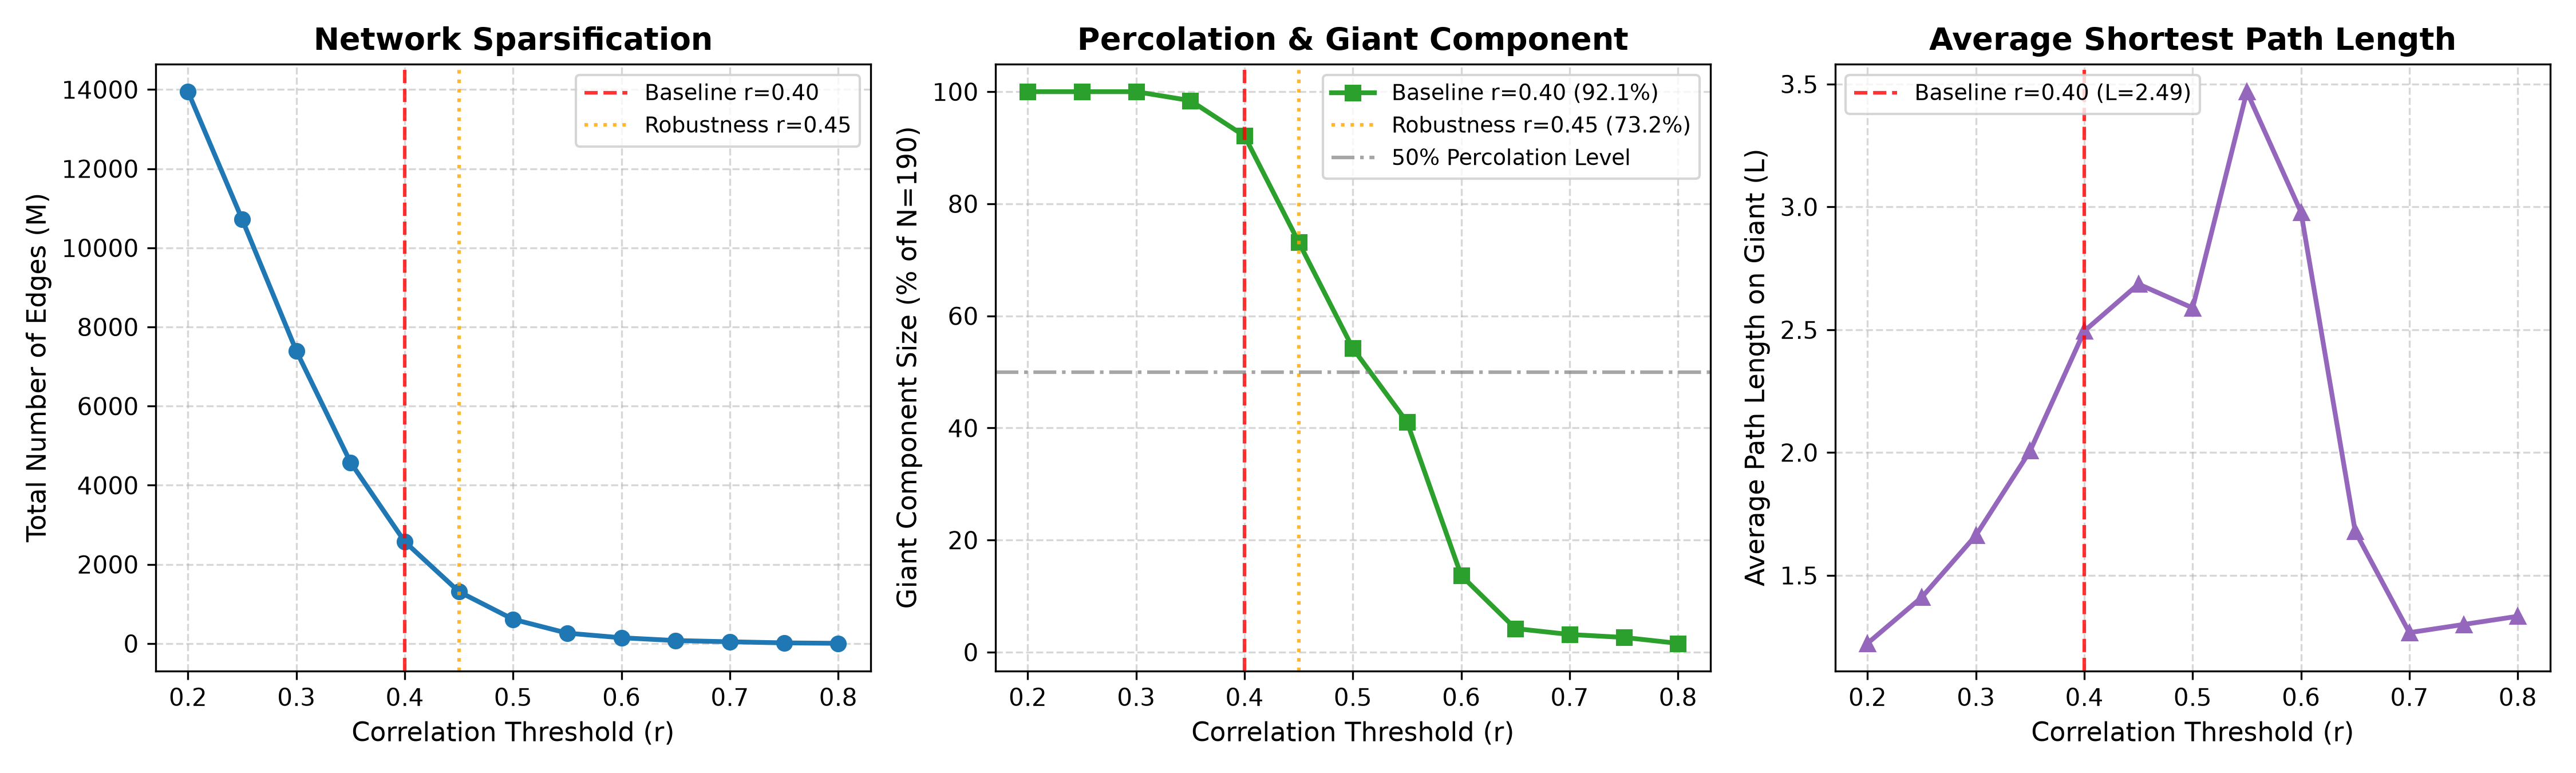 Network Sparsification
Total Number of Edges (M)
14000
12000
10000
8000
6000
4000
2000
0
Baseline r=0.40
Robustness r=0.45
0.2 0.3 0.4 0.5 0.6 0.7 0.8
Correlation Threshold (r)
Percolation & Giant Component
Giant Component Size (% of N=190)
100
80
60
40
20
0
Baseline r=0.40 (92.1%)
Robustness r=0.45 (73.2%)
50% Percolation Level
0.2 0.3 0.4 0.5 0.6 0.7 0.8
Correlation Threshold (r)
Average Shortest Path Length
Average Path Length on Giant (L)
3.5
3.0
2.5
2.0
1.5
Baseline r=0.40 (L=2.49)
0.2 0.3 0.4 0.5 0.6 0.7 0.8
Correlation Threshold (r)